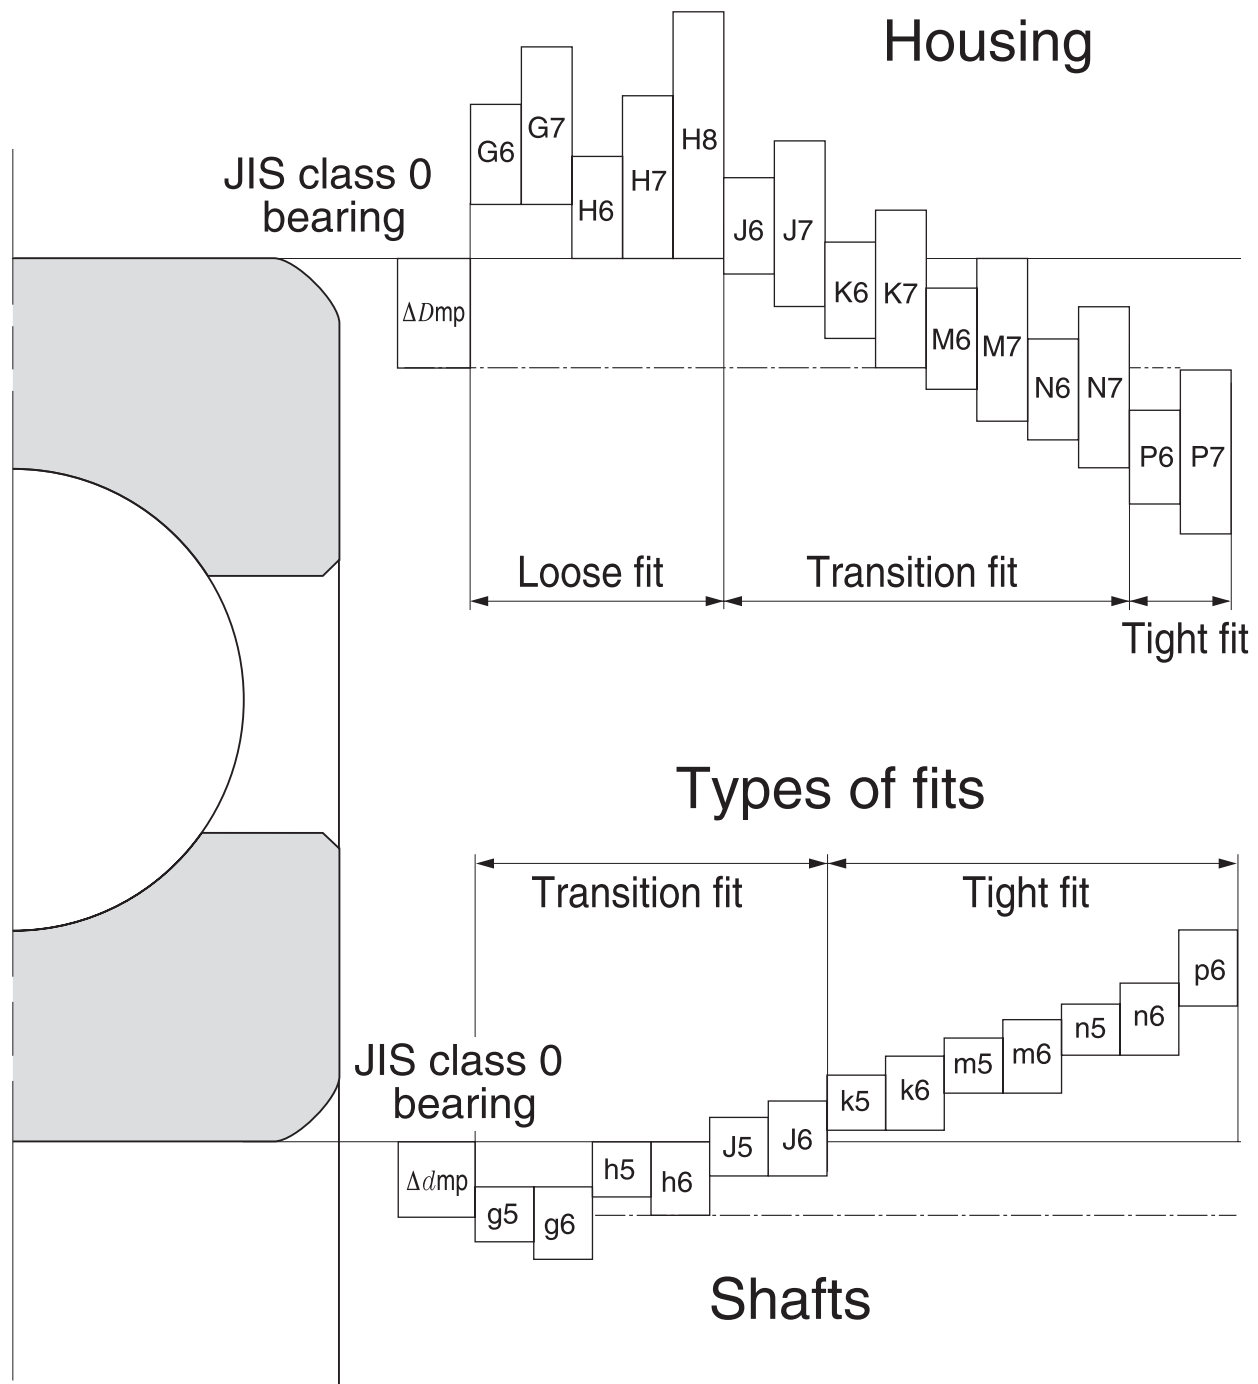 Housing
G6
G7
H6
H7
H8
JIS class 0
bearing
J6
J7
K6
K7
ΔDmp
M6
M7
N6
N7
P6
P7
Loose fit
Transition fit
Tight fit
Types of fits
Transition fit
Tight fit
p6
n6
n5
m6
m5
k6
k5
JIS class 0
bearing
J6
J5
h5
h6
Δdmp
g5
g6
Shafts